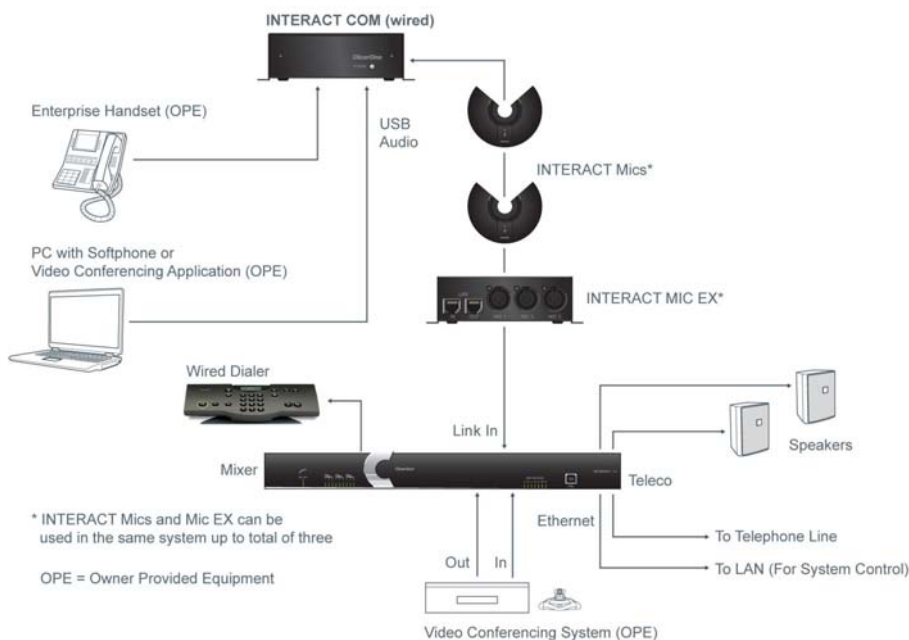 INTERACT COM (wired)
ClearOne
Enterprise Handset (OPE)
USB
Audio
INTERACT Mics*
PC with Softphone or
Video Conferencing Application (OPE)
INTERACT MIC EX*
Wired Dialer
Link In
Speakers
Mixer
Teleco
* INTERACT Mics and Mic EX can be
used in the same system up to total of three
Ethernet
Out In
To Telephone Line
OPE = Owner Provided Equipment
To LAN (For System Control)
Video Conferencing System (OPE)